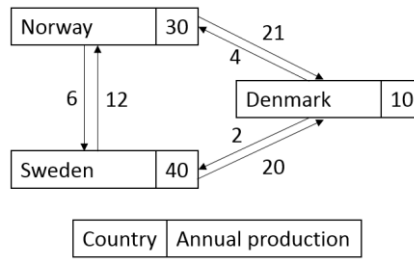 Norway 30
21
4
6 12
Denmark 10
2
Sweden 40
20
Country Annual production